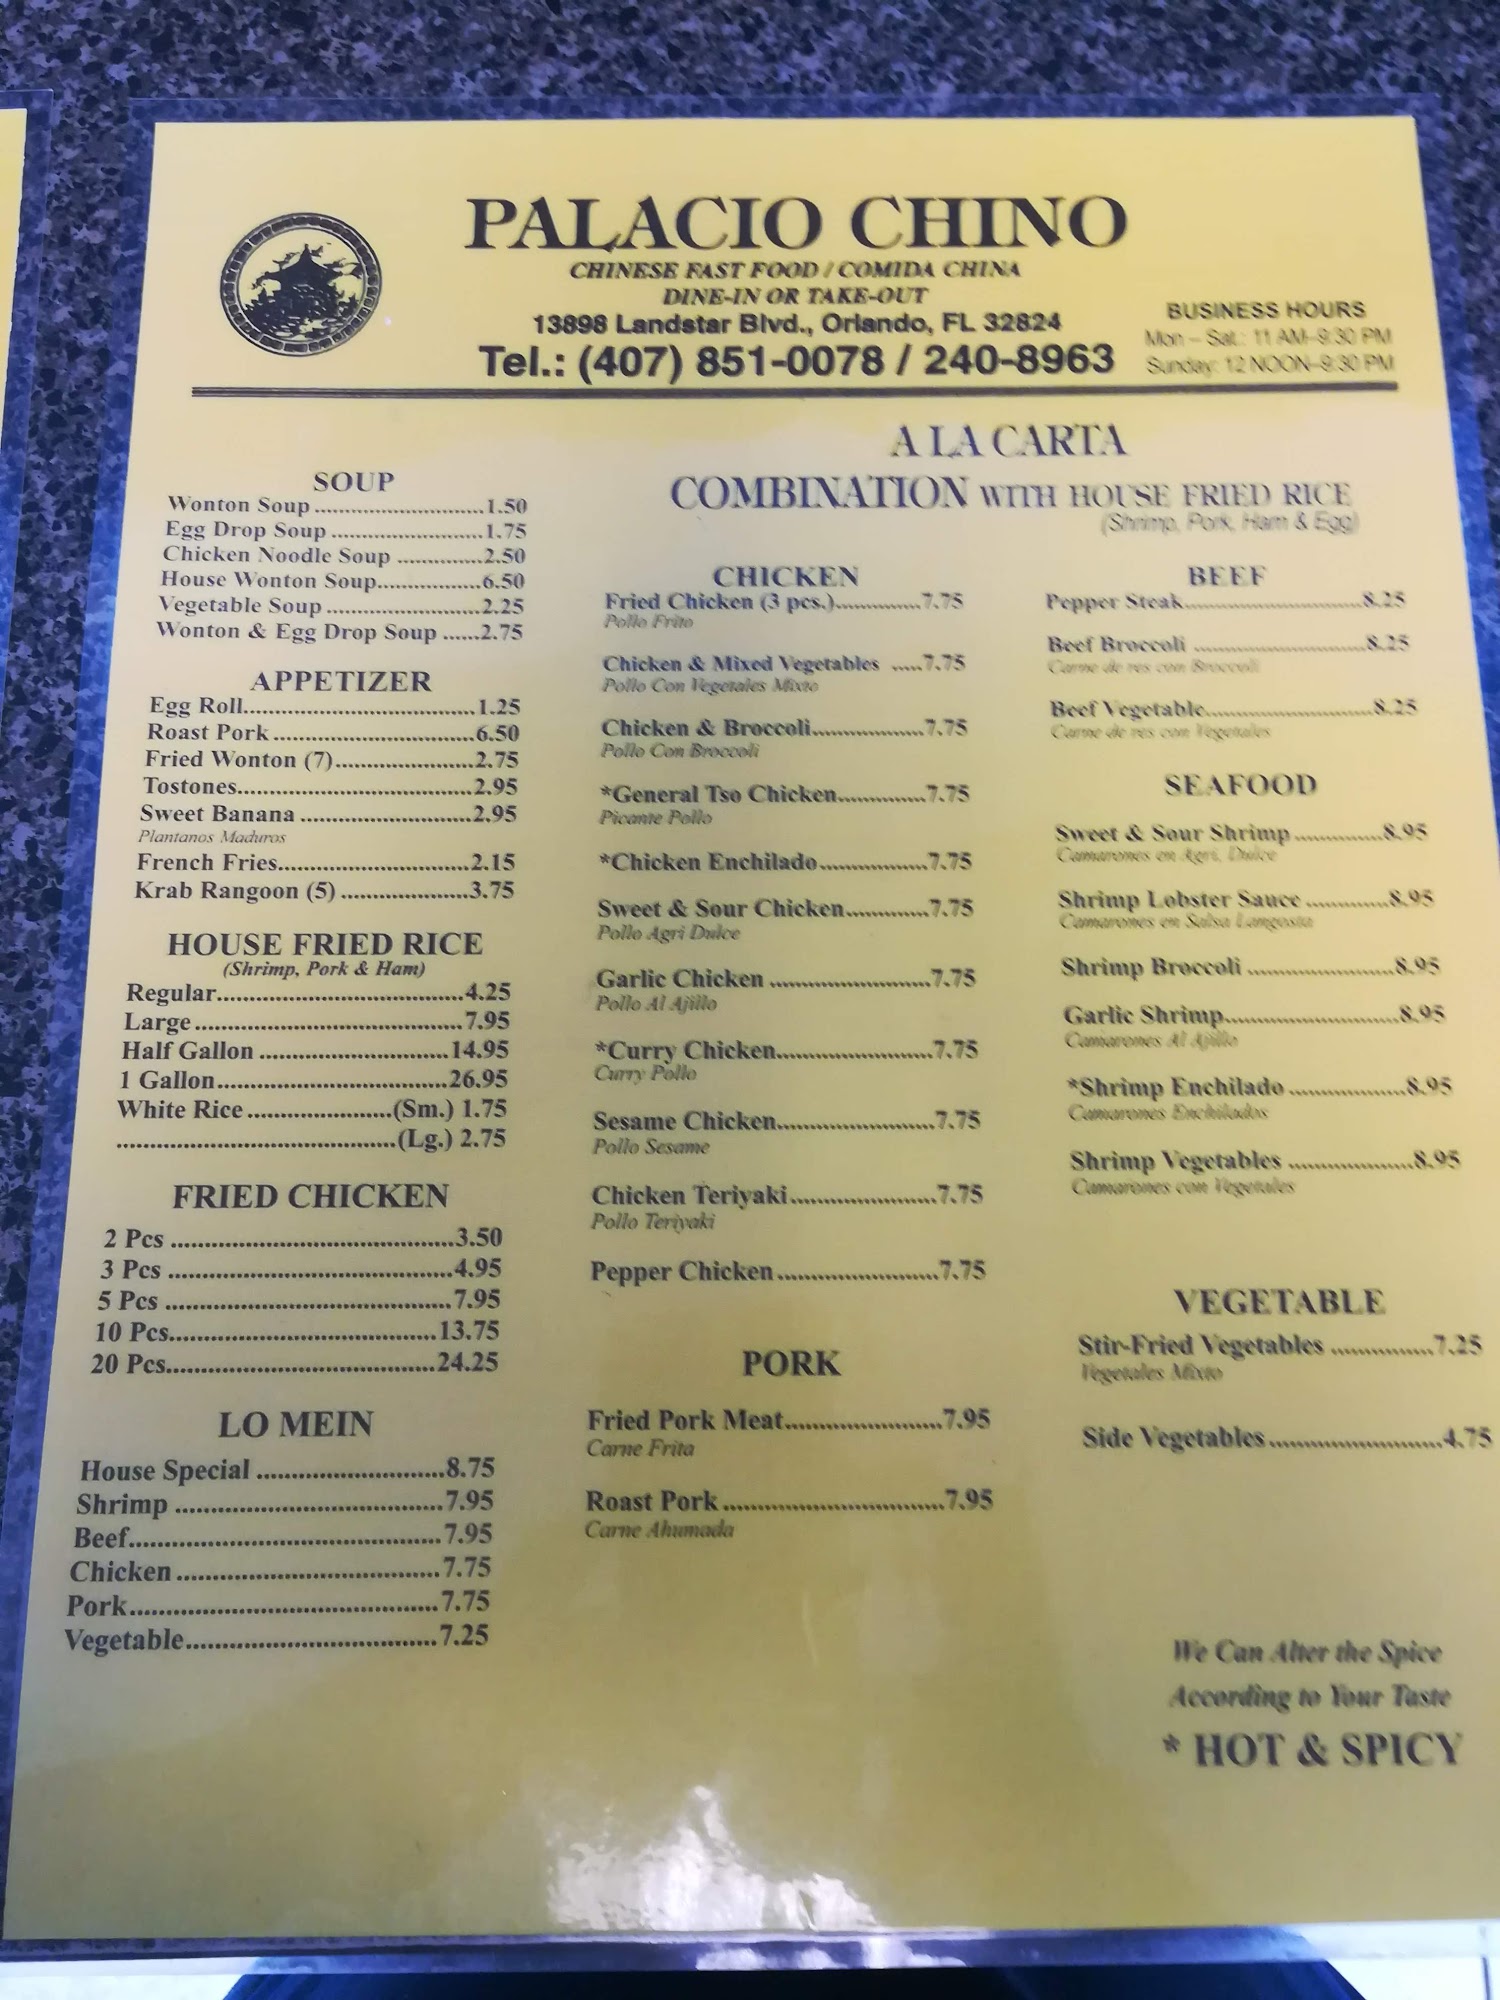 PALACIO CHINO
CHINESE FAST FOOD / COMIDA CHINA
DINE-IN OR TAKE-OUT
13898 Landstar Blvd., Orlando, FL 32824
Tel.: (407) 851-0078 / 240-8963
BUSINESS HOURS
Mon – Sat.: 11 AM–9:30 PM
Sunday: 12 NOON–9:30 PM
SOUP
Wonton Soup ..............................1.50
Egg Drop Soup ...........................1.75
Chicken Noodle Soup ...............2.50
House Wonton Soup..................6.50
Vegetable Soup ...........................2.25
Wonton & Egg Drop Soup ......2.75
APPETIZER
Egg Roll......................................1.25
Roast Pork .................................6.50
Fried Wonton (7).......................2.75
Tostones......................................2.95
Sweet Banana ............................2.95
Plantanos Maduros
French Fries...............................2.15
Krab Rangoon (5) .....................3.75
HOUSE FRIED RICE
(Shrimp, Pork & Ham)
Regular.......................................4.25
Large ..........................................7.95
Half Gallon ..............................14.95
1 Gallon....................................26.95
White Rice ......................(Sm.) 1.75
..........................................(Lg.) 2.75
FRIED CHICKEN
2 Pcs ...........................................3.50
3 Pcs ...........................................4.95
5 Pcs ...........................................7.95
10 Pcs........................................13.75
20 Pcs........................................24.25
LO MEIN
House Special ............................8.75
Shrimp ........................................7.95
Beef..............................................7.95
Chicken .......................................7.75
Pork..............................................7.75
Vegetable.....................................7.25
A LA CARTA
COMBINATION WITH HOUSE FRIED RICE
(Shrimp, Pork, Ham & Egg)
CHICKEN
Fried Chicken (3 pcs.)..............7.75
Pollo Frito
Chicken & Mixed Vegetables .....7.75
Pollo Con Vegetales Mixto
Chicken & Broccoli....................7.75
Pollo Con Broccoli
*General Tso Chicken...............7.75
Picante Pollo
*Chicken Enchilado...................7.75
Sweet & Sour Chicken..............7.75
Pollo Agri Dulce
Garlic Chicken ..........................7.75
Pollo Al Ajillo
*Curry Chicken.........................7.75
Curry Pollo
Sesame Chicken.........................7.75
Pollo Sesame
Chicken Teriyaki.......................7.75
Pollo Teriyaki
Pepper Chicken.........................7.75
PORK
Fried Pork Meat........................7.95
Carne Frita
Roast Pork .................................7.95
Carne Ahumada
BEEF
Pepper Steak...............................8.25
Beef Broccoli .............................8.25
Carne de res con Broccoli
Beef Vegetable............................8.25
Carne de res con Vegetales
SEAFOOD
Sweet & Sour Shrimp...............8.95
Camarones en Agri, Dulce
Shrimp Lobster Sauce ..............8.95
Camarones en Salsa Langosta
Shrimp Broccoli ........................8.95
Garlic Shrimp............................8.95
Camarones Al Ajillo
*Shrimp Enchilado ...................8.95
Camarones Enchilados
Shrimp Vegetables ....................8.95
Camarones con Vegetales
VEGETABLE
Stir-Fried Vegetables ...............7.25
Vegetales Mixto
Side Vegetables..........................4.75
We Can Alter the Spice
According to Your Taste
* HOT & SPICY